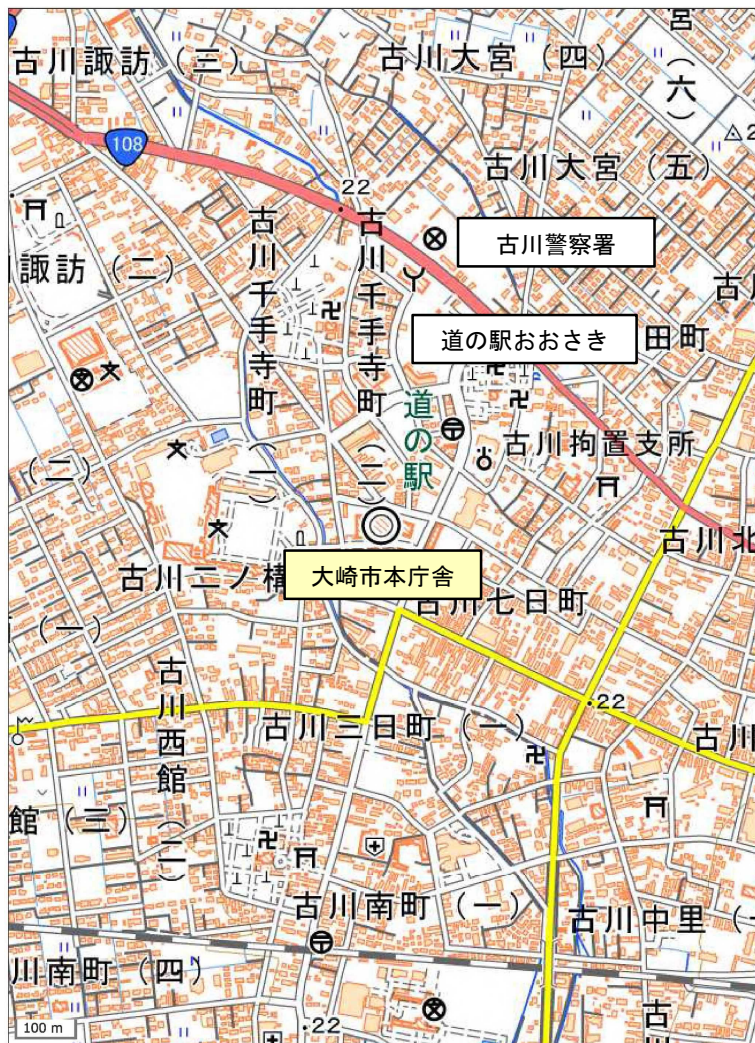 古川諏訪(三)
古川大宮(四)
宮(六)
108
古川大宮(五)
22
古川警察署
古川千手寺町(一)
古川千手寺町(二)
諏訪(二)
道の駅おおさき
田町
道の駅
古川拘置支所
(二)
古川北
大崎市本庁舎
古川二ノ構
古川七日町
(一)
22
古川西館(二)
古川三日町(一)
古川
館(三)
古川南町(一)
古川中里(
川南町(四)
22
古川
100 m